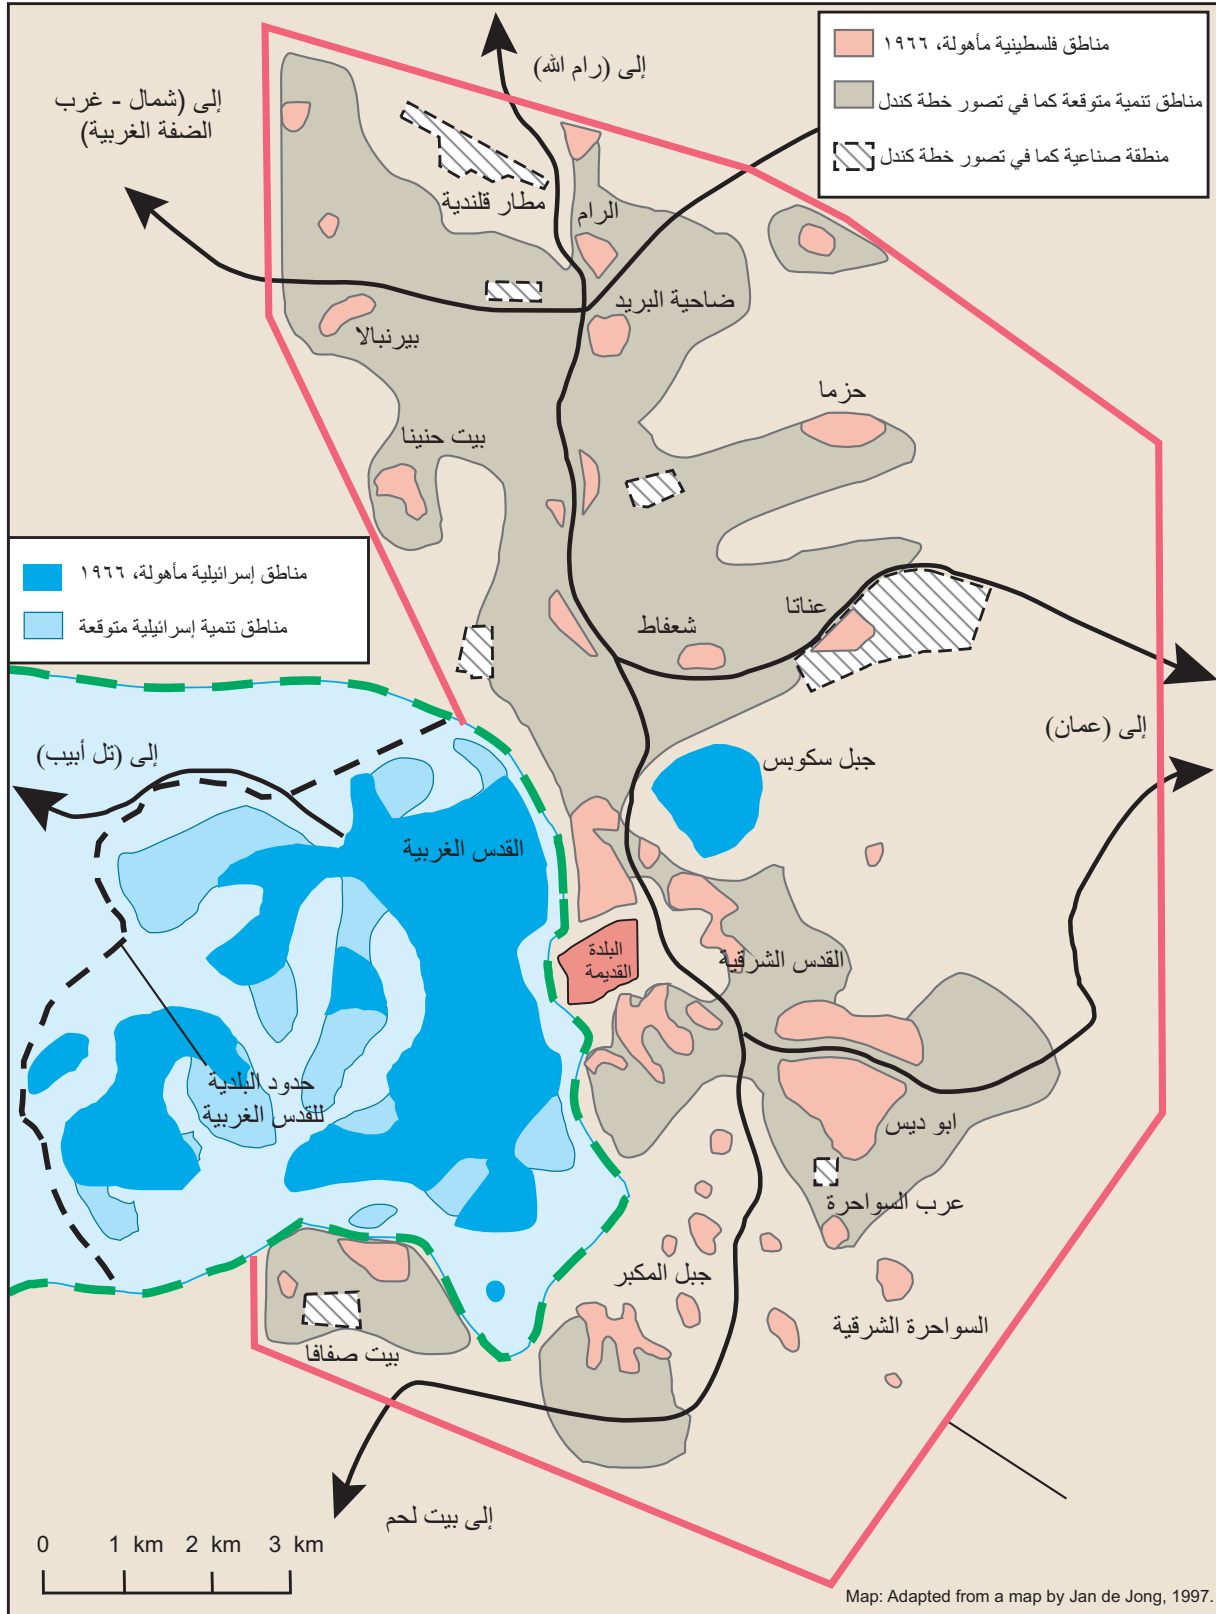 مناطق فلسطينية مأهولة، ١٩٦٦
مناطق تنمية متوقعة كما في تصور خطة كندل
منطقة صناعية كما في تصور خطة كندل
إلى (رام الله)
إلى (شمال - غرب
الضفة الغربية)
مطار قلندية
الرام
ضاحية البريد
بيرنبالا
حزما
بيت حنينا
مناطق إسرائيلية مأهولة، ١٩٦٦
مناطق تنمية إسرائيلية متوقعة
عناتا
شعفاط
إلى (عمان)
إلى (تل أبيب)
جبل سكوبس
القدس الغربية
البلدة
القديمة
القدس الشرقية
حدود البلدية
للقدس الغربية
ابو ديس
عرب السواحرة
جبل المكبر
السواحرة الشرقية
بيت صفافا
إلى بيت لحم
0 1 km 2 km 3 km
Map: Adapted from a map by Jan de Jong, 1997.